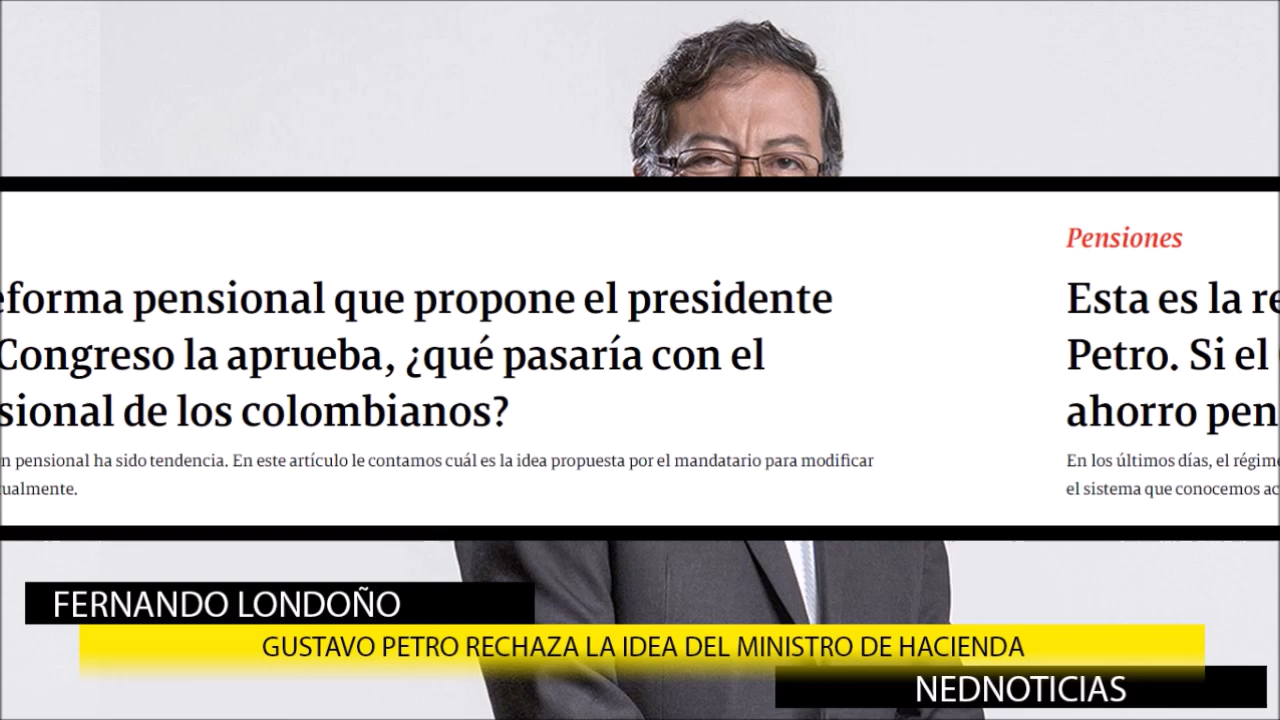 eforma pensional que propone el presidente
Congreso la aprueba, ¿qué pasaría con el
sional de los colombianos?
n pensional ha sido tendencia. En este artículo le contamos cuál es la idea propuesta por el mandatario para modificar
ualmente.
Pensiones
Esta es la re
Petro. Si el
ahorro pen
En los últimos días, el régime
el sistema que conocemos ac
FERNANDO LONDOÑO
GUSTAVO PETRO RECHAZA LA IDEA DEL MINISTRO DE HACIENDA
NEDNOTICIAS